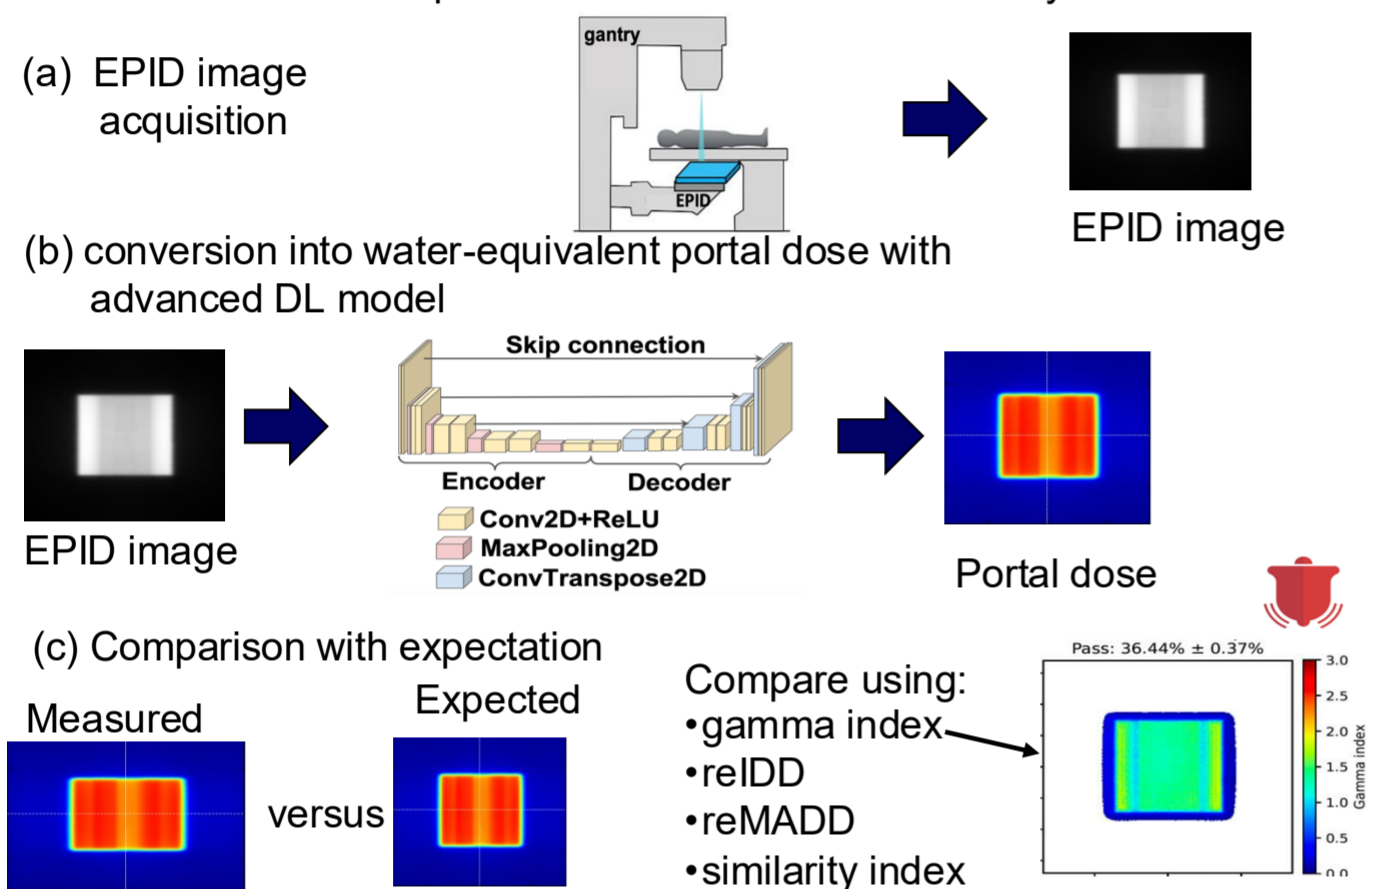 (a) EPID image
acquisition
gantry
EPID
EPID image
(b) conversion into water-equivalent portal dose with
advanced DL model
Skip connection
Encoder
Decoder
Conv2D+ReLU
MaxPooling2D
ConvTranspose2D
EPID image
Portal dose
(c) Comparison with expectation
Measured
versus
Expected
Compare using:
•gamma index
•reIDD
•reMADD
•similarity index
Pass: 36.44% ± 0.37%
3.0
2.5
2.0
1.5
1.0
0.5
0.0
Gamma index